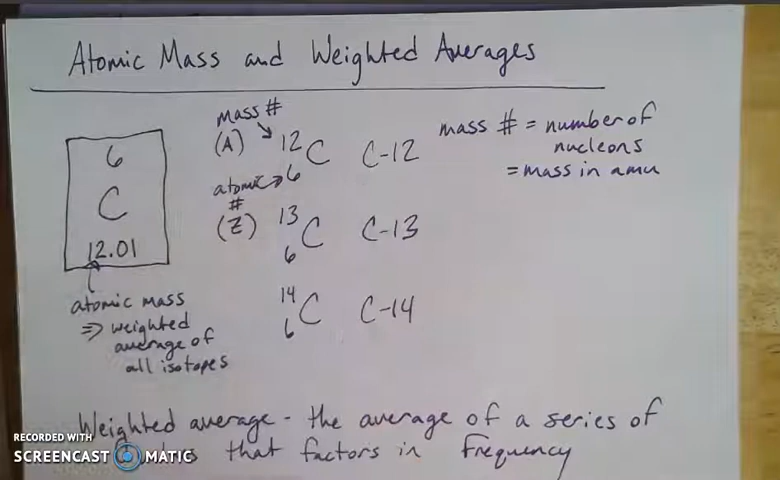 Atomic Mass and Weighted Averages
6
C
12.01
atomic mass
⇒ weighted
average of
all isotopes
mass #
(A)
atomic
#
(Z)
12
6 C C-12
13
6 C C-13
14
6 C C-14
mass # = number of
nucleons
= mass in amu
Weighted average - the average of a series of
that factors in frequency
RECORDED WITH
SCREENCAST MATIC